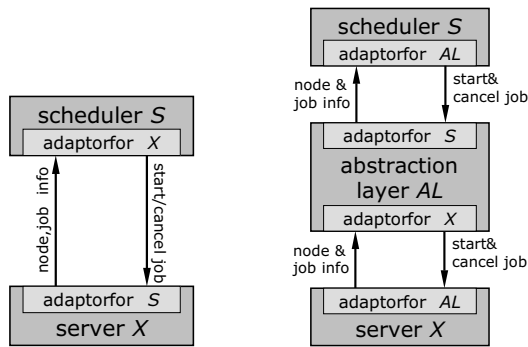 scheduler S
adaptorfor X
node,job info
start/cancel job
adaptorfor S
server X
scheduler S
adaptorfor AL
node &
job info
start&
cancel job
adaptorfor S
abstraction
layer AL
adaptorfor X
node &
job info
start&
cancel job
adaptorfor AL
server X